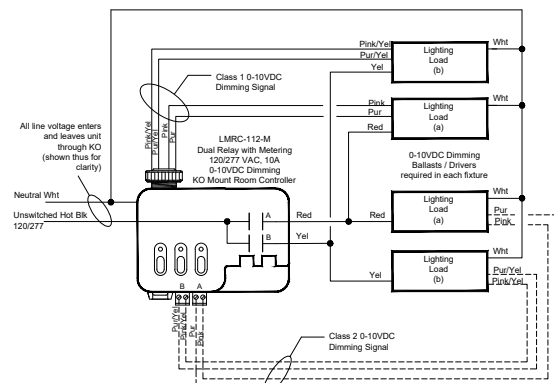 Pink/Yel
Pur/Yel
Yel
Lighting
Load
(b)
Wht
Class 1 0-10VDC
Dimming Signal
Pink
Pur
Red
Lighting
Load
(a)
Wht
Pink/Yel
Pur/Yel
Pink
Pur
All line voltage enters
and leaves unit
through KO
(shown thus for
clarity)
LMRC-112-M
Dual Relay with Metering
120/277 VAC, 10A
0-10VDC Dimming
KO Mount Room Controller
0-10VDC Dimming
Ballasts / Drivers
required in each fixture
Neutral Wht
Unswitched Hot Blk
120/277
A
Red
Red
B
Yel
Lighting
Load
(a)
Wht
Pur
Pink
Yel
Lighting
Load
(b)
Wht
Pur/Yel
Pink/Yel
B A
Pur/Yel
Pink/Yel
Pur
Pink
Class 2 0-10VDC
Dimming Signal